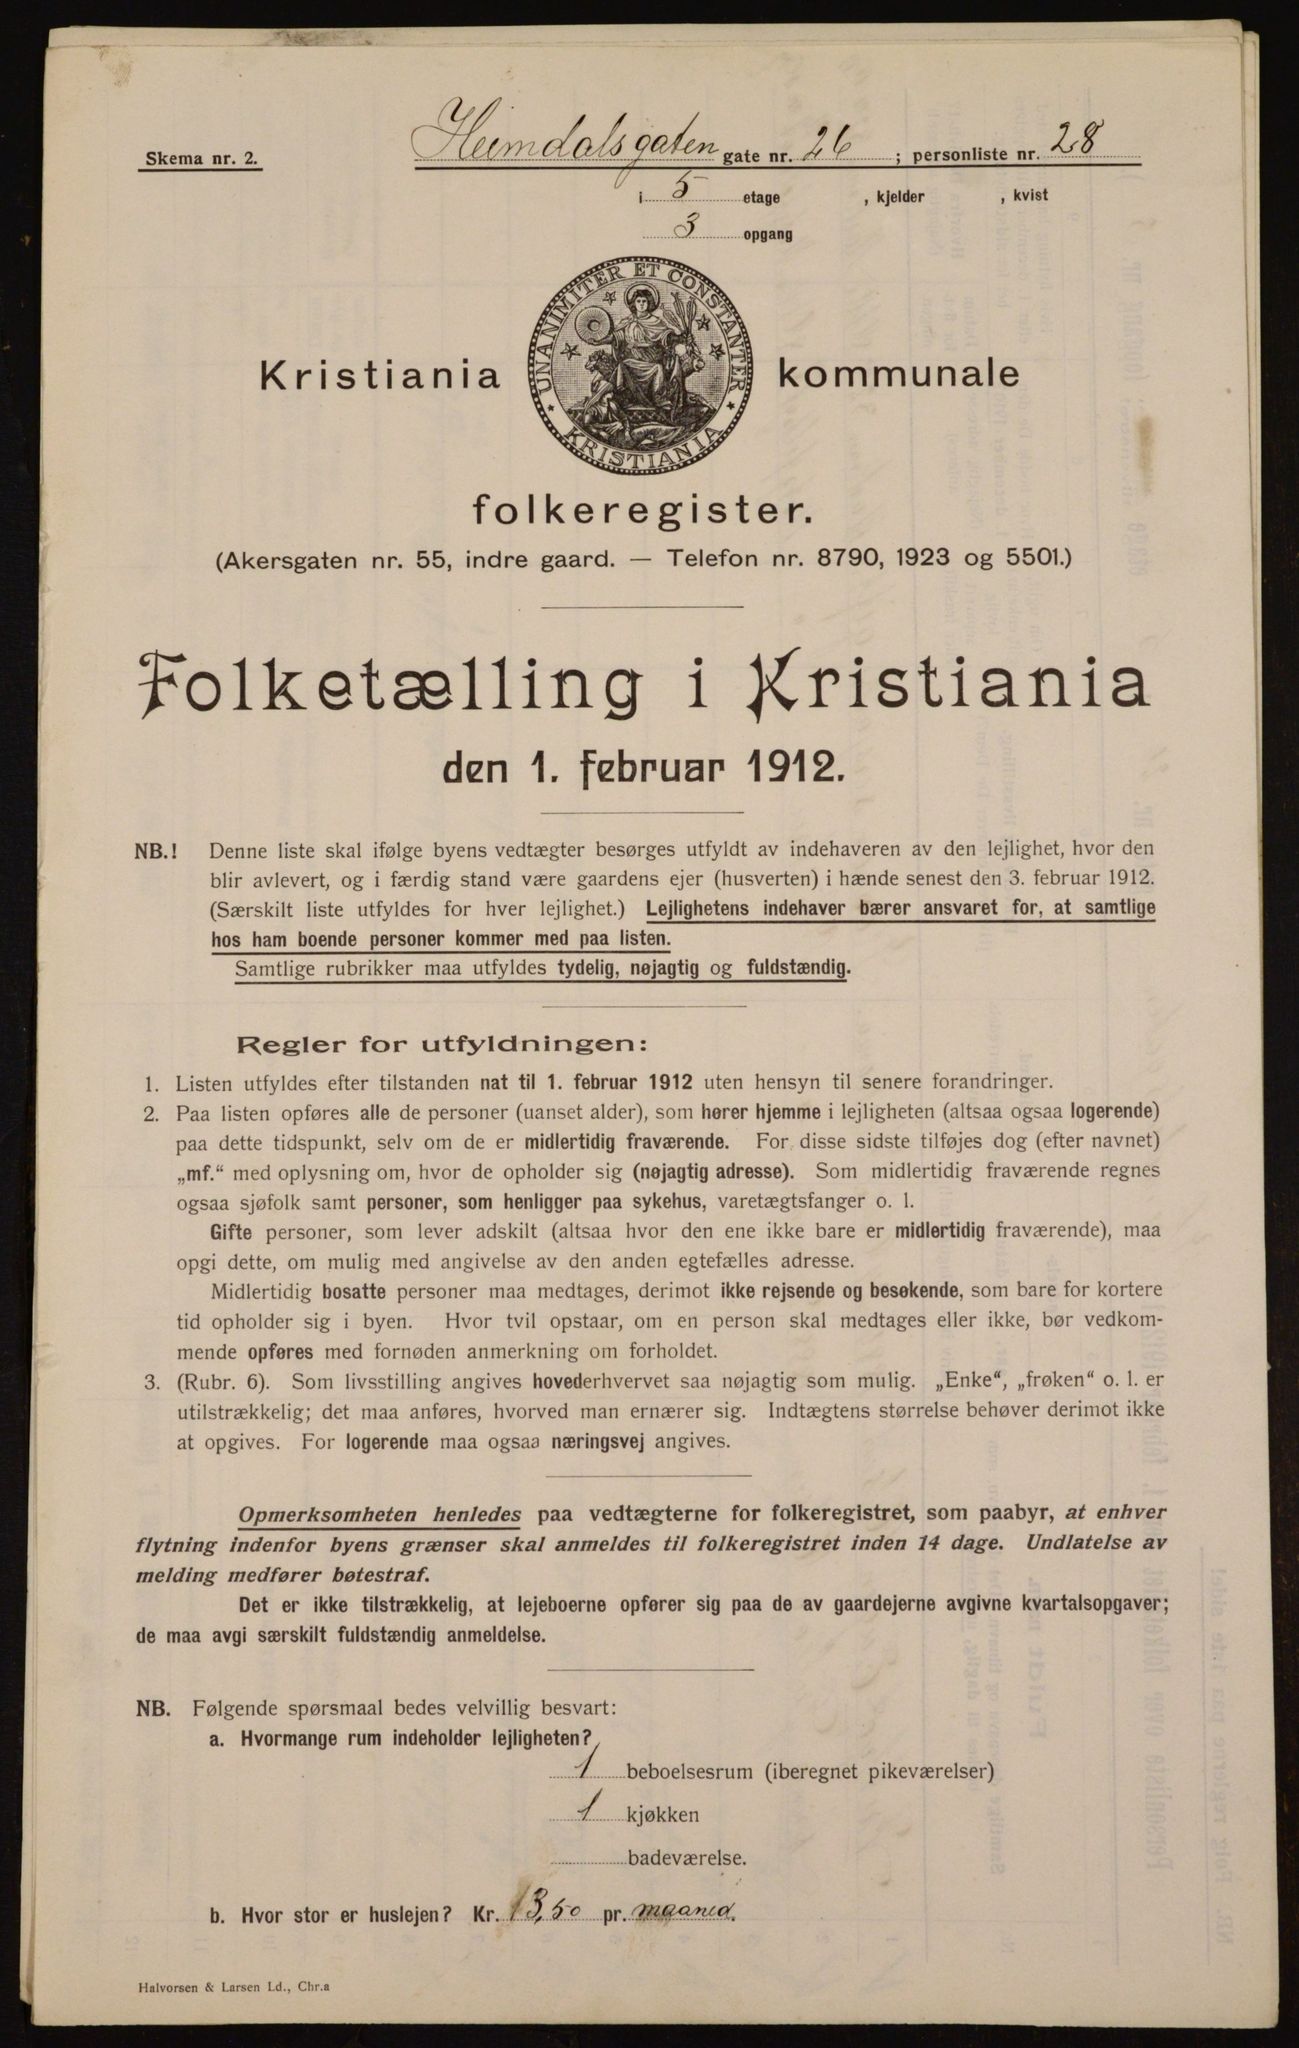 Skema nr. 2.
Heimdalsgaten gate nr. 26 ; personliste nr. 28
i 5 etage , kjelder , kvist
3 opgang
UNANIMITER ET CONSTANTER
KRISTIANIA
Kristiania kommunale
folkeregister.
(Akersgaten nr. 55, indre gaard. — Telefon nr. 8790, 1923 og 5501.)
Folketælling i Kristiania
den 1. februar 1912.
NB.! Denne liste skal ifølge byens vedtægter besørges utfyldt av indehaveren av den lejlighet, hvor den
blir avlevert, og i færdig stand være gaardens ejer (husverten) i hænde senest den 3. februar 1912.
(Særskilt liste utfyldes for hver lejlighet.) Lejlighetens indehaver bærer ansvaret for, at samtlige
hos ham boende personer kommer med paa listen.
Samtlige rubrikker maa utfyldes tydelig, nøjagtig og fuldstændig.
Regler for utfyldningen:
1. Listen utfyldes efter tilstanden nat til 1. februar 1912 uten hensyn til senere forandringer.
2. Paa listen opføres alle de personer (uanset alder), som hører hjemme i lejligheten (altsaa ogsaa logerende)
paa dette tidspunkt, selv om de er midlertidig fraværende. For disse sidste tilføjes dog (efter navnet)
„mf.“ med oplysning om, hvor de opholder sig (nøjagtig adresse). Som midlertidig fraværende regnes
ogsaa sjøfolk samt personer, som henligger paa sykehus, varetægtsfanger o. l.
Gifte personer, som lever adskilt (altsaa hvor den ene ikke bare er midlertidig fraværende), maa
opgi dette, om mulig med angivelse av den anden egtefælles adresse.
Midlertidig bosatte personer maa medtages, derimot ikke rejsende og besøkende, som bare for kortere
tid opholder sig i byen. Hvor tvil opstaar, om en person skal medtages eller ikke, bør vedkom-
mende opføres med fornøden anmerkning om forholdet.
3. (Rubr. 6). Som livsstilling angives hovederhvervet saa nøjagtig som mulig. „Enke“, „frøken“ o. l. er
utilstrækkelig; det maa anføres, hvorved man ernærer sig. Indtægtens størrelse behøver derimot ikke
at opgives. For logerende maa ogsaa næringsvej angives.
Opmerksomheten henledes paa vedtægterne for folkeregistret, som paabyr, at enhver
flytning indenfor byens grænser skal anmeldes til folkeregistret inden 14 dage. Undlatelse av
melding medfører bøtestraf.
Det er ikke tilstrækkelig, at lejeboerne opfører sig paa de av gaardejerne avgivne kvartalsopgaver;
de maa avgi særskilt fuldstændig anmeldelse.
NB. Følgende spørsmaal bedes velvillig besvart:
a. Hvormange rum indeholder lejligheten?
1 beboelsesrum (iberegnet pikeværelser)
1 kjøkken
badeværelse.
b. Hvor stor er huslejen? Kr. 13,50 pr. maaned.
Halvorsen & Larsen Ld., Chr.a